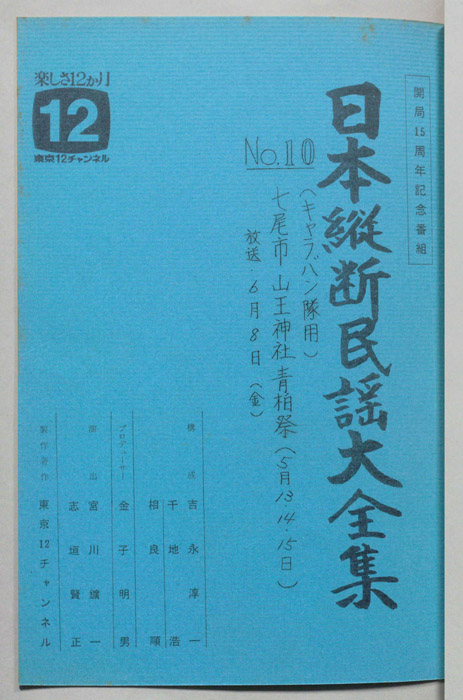 開局15周年記念番組
日本縦断民謡大全集
(キャラバン隊用)
No.10
七尾市 山王神社 青柏祭 (5月13.14.15日)
放送 6月8日 (金)
楽しさ12か月
12
東京12チャンネル
構成 吉永淳一
千地浩
相良順
プロデューサー 金子明男
演出 宮川鑛一
志垣賢正
製作著作 東京12チャンネル